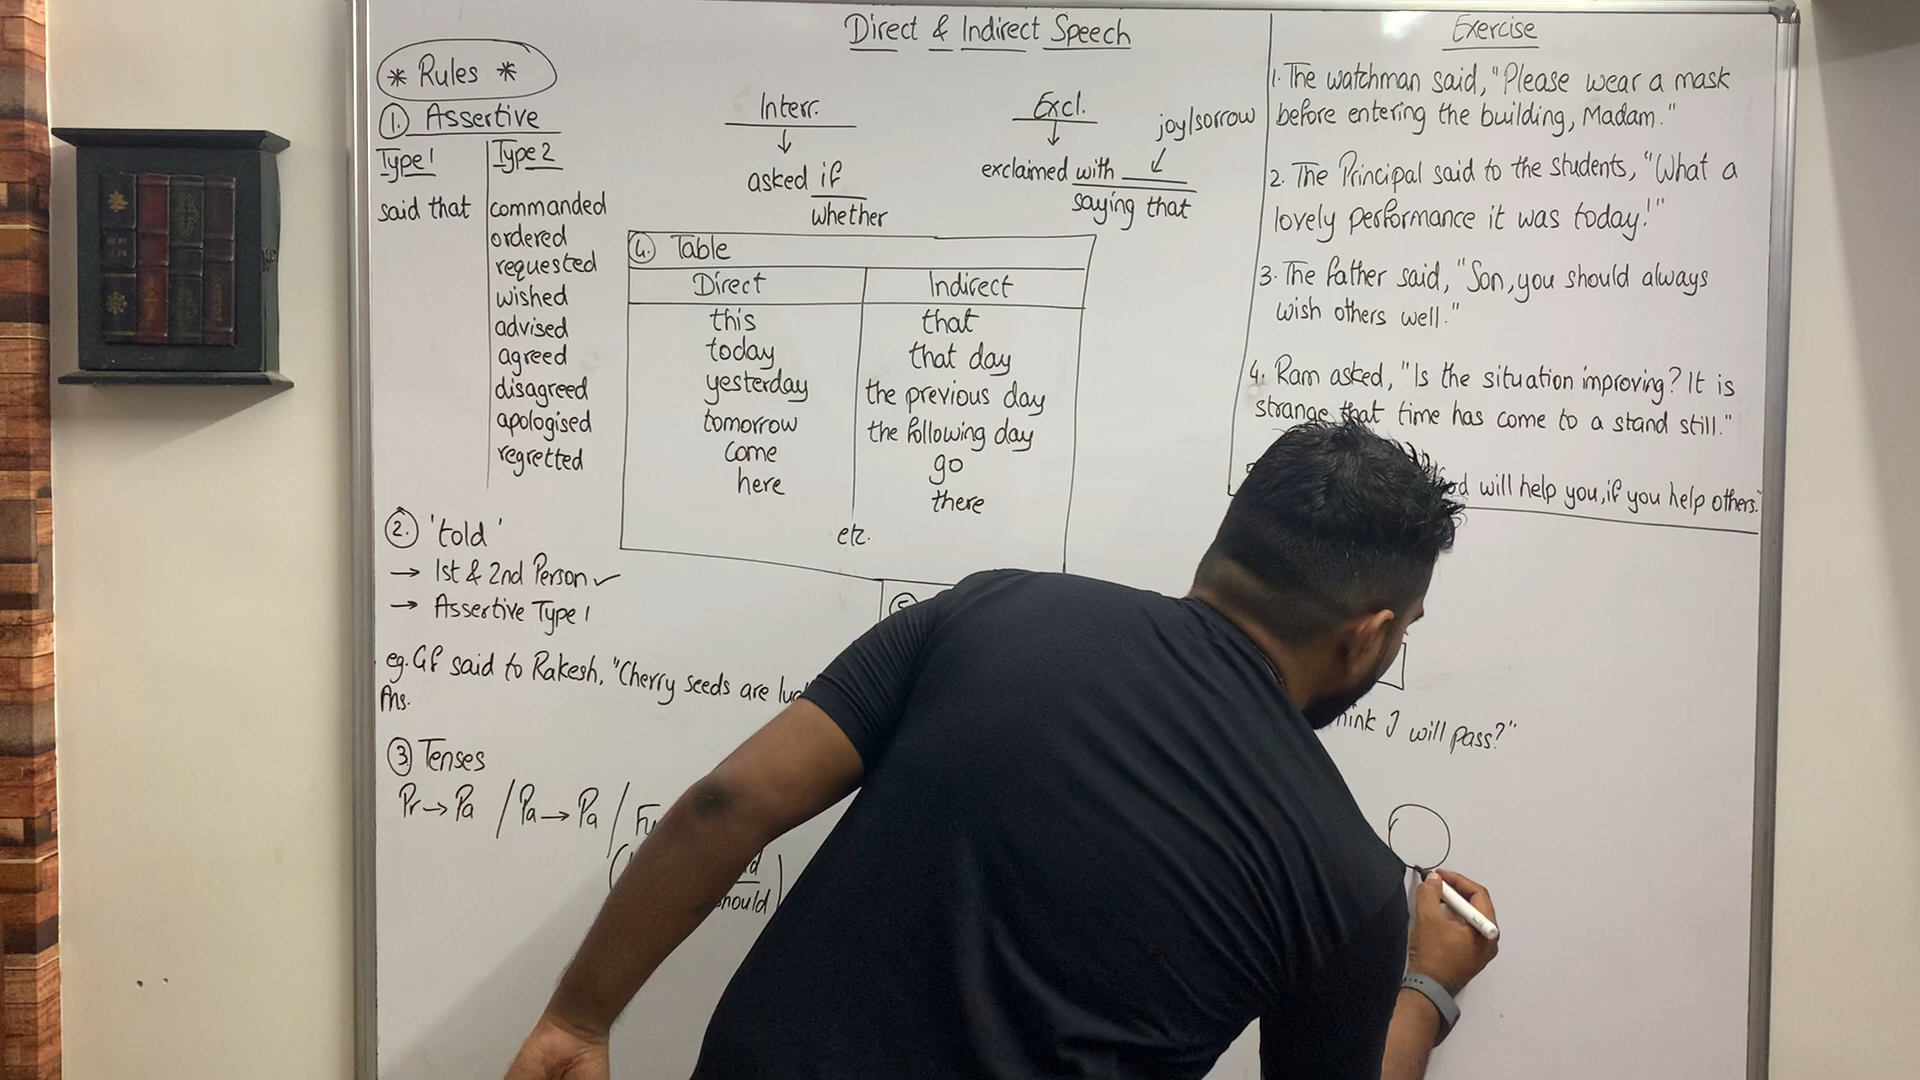 Direct & Indirect Speech
* Rules *
1. Assertive
Type 1
Type 2
said that
commanded
ordered
requested
wished
advised
agreed
disagreed
apologised
regretted
Interr.
asked if
whether
Excl.
joy/sorrow
exclaimed with
saying that
4. Table
Direct Indirect
this that
today that day
yesterday the previous day
tomorrow the following day
come go
here there
etc.
2. 'told'
→ 1st & 2nd Person ✓
→ Assertive Type 1
eg. GF said to Rakesh, "Cherry seeds are
Ans.
3 Tenses
Pr → Pa / Pa → Pa /
5
Exercise
1. The watchman said, "Please wear a mask
before entering the building, Madam."
2. The Principal said to the students, "What a
lovely performance it was today!"
3. The father said, "Son, you should always
wish others well."
4. Ram asked, "Is the situation improving? It is
strange that time has come to a stand still."
will help you, if you help others."
I will pass?"